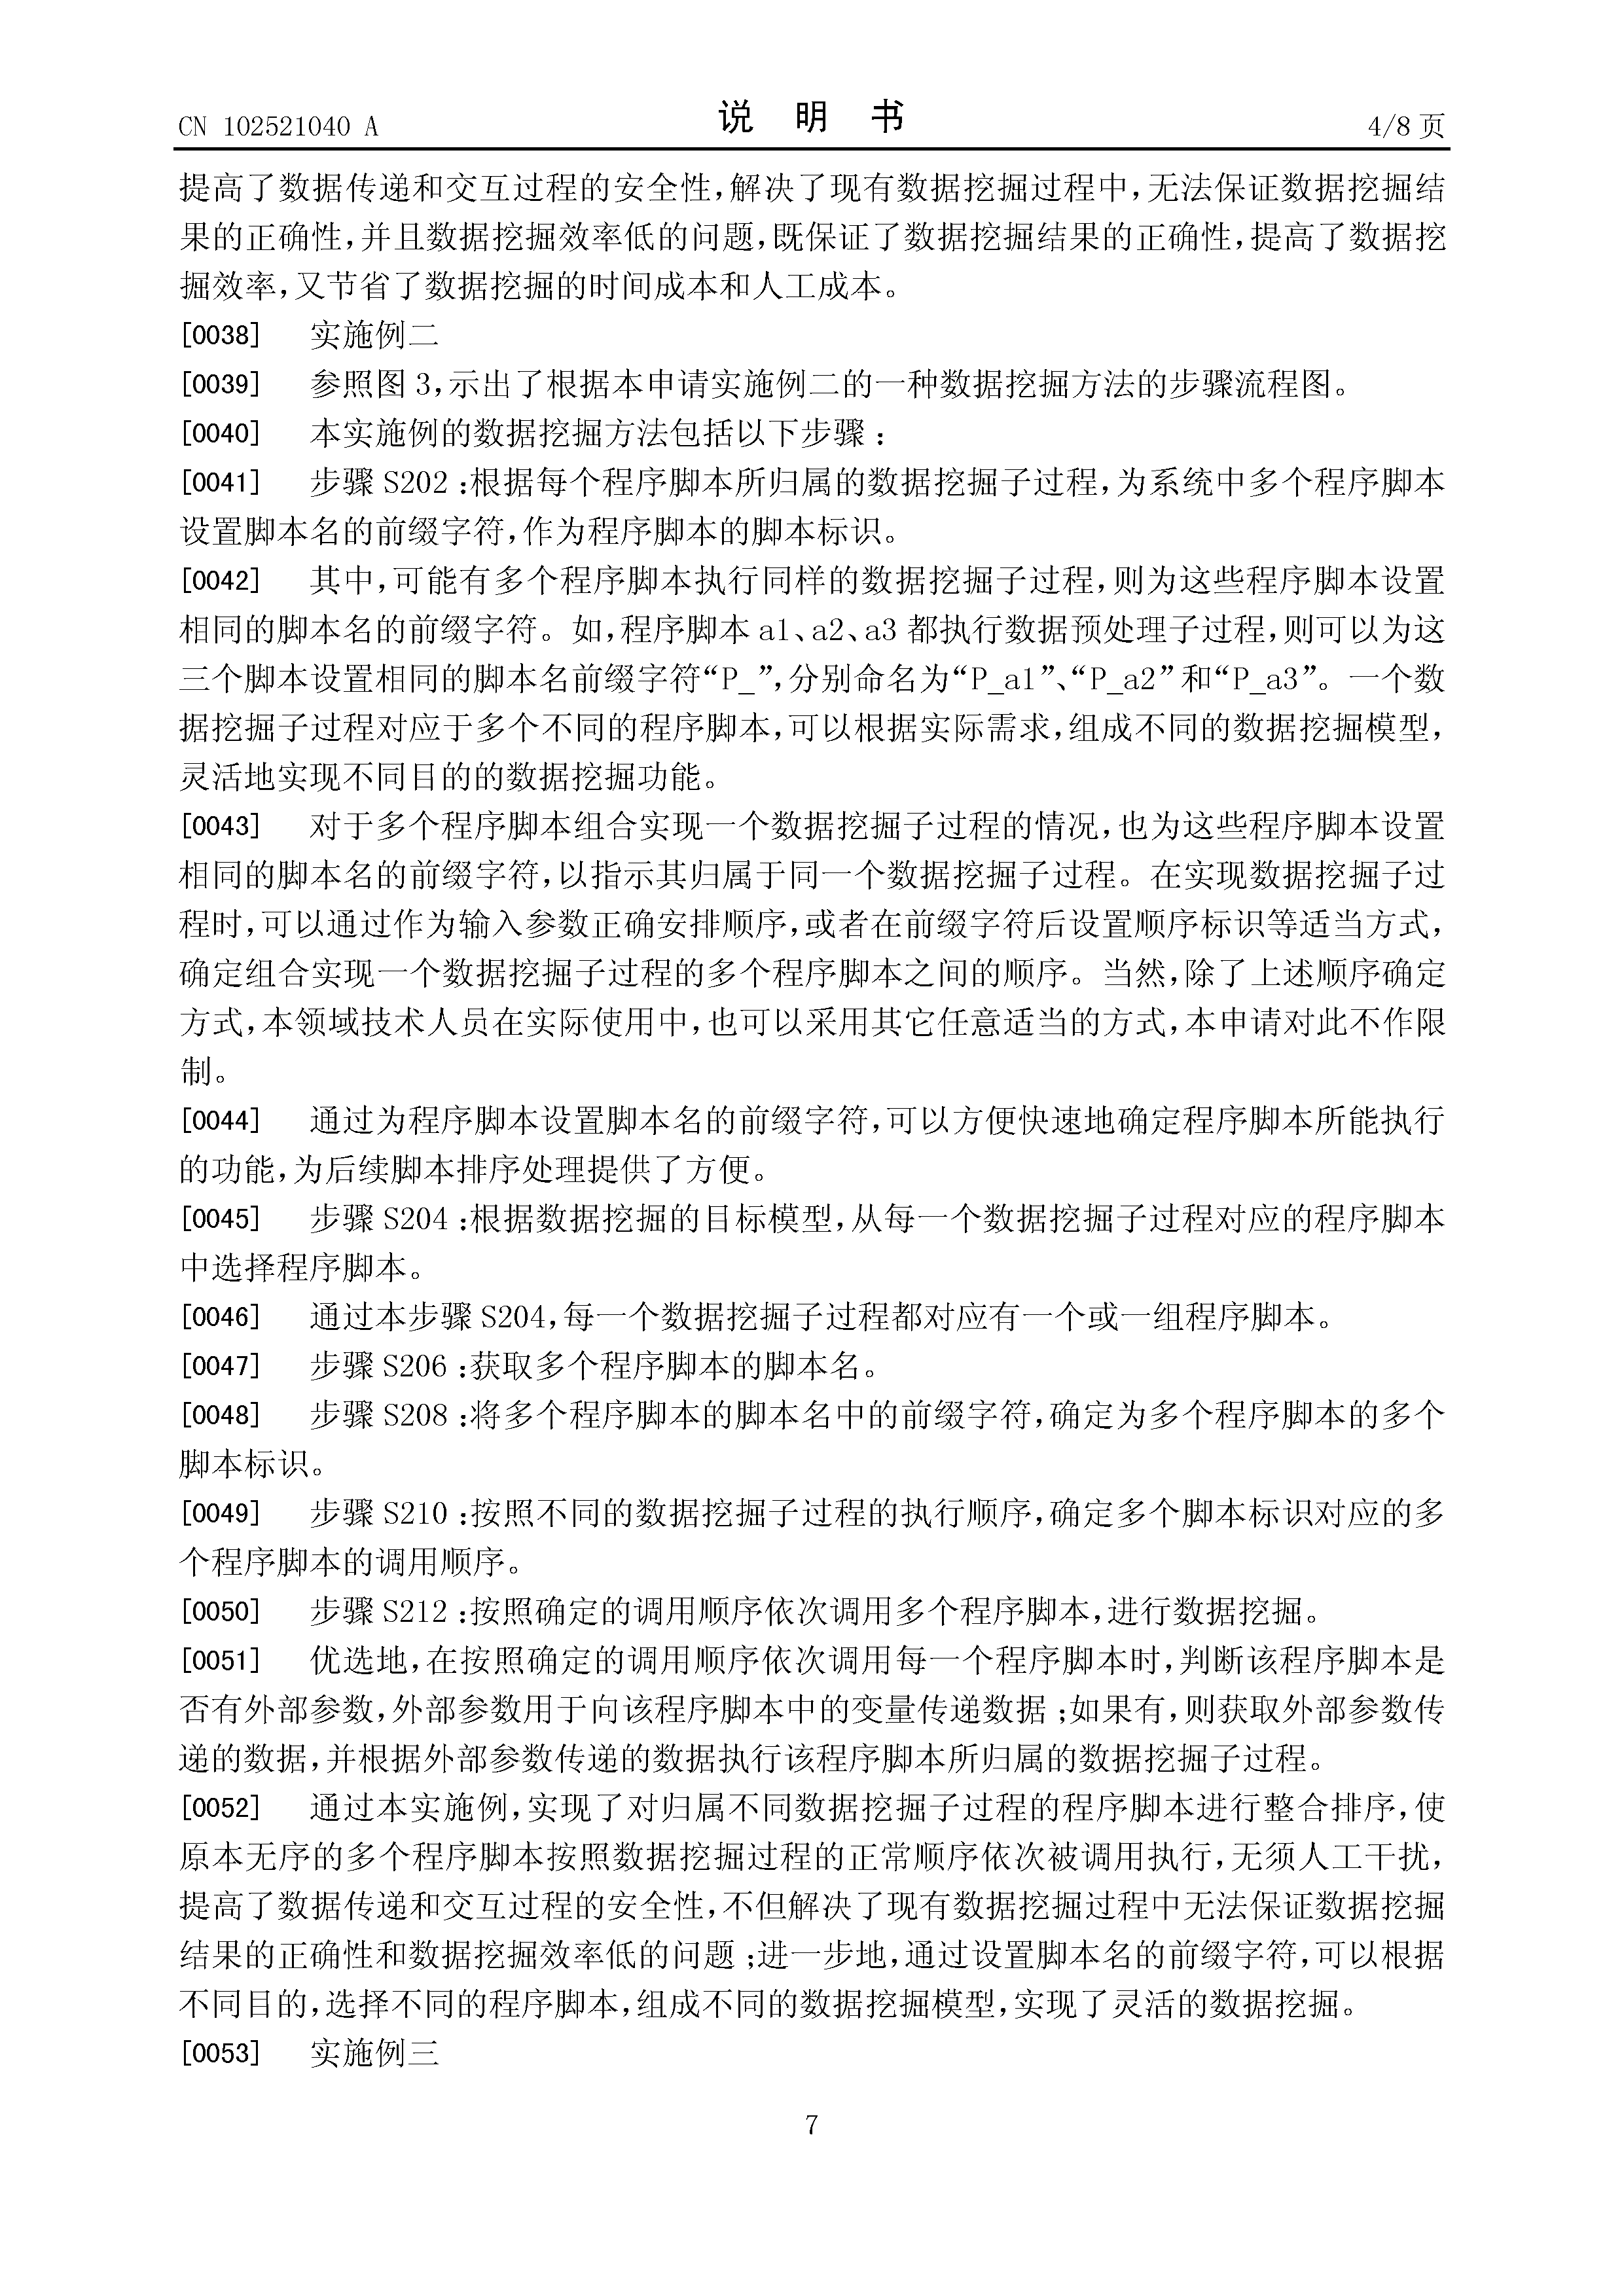 CN 102521040 A
说 明 书
4/8 页
提高了数据传递和交互过程的安全性,解决了现有数据挖掘过程中,无法保证数据挖掘结
果的正确性,并且数据挖掘效率低的问题,既保证了数据挖掘结果的正确性,提高了数据挖
掘效率,又节省了数据挖掘的时间成本和人工成本。
[0038] 实施例二
[0039] 参照图 3,示出了根据本申请实施例二的一种数据挖掘方法的步骤流程图。
[0040] 本实施例的数据挖掘方法包括以下步骤:
[0041] 步骤 S202 :根据每个程序脚本所归属的数据挖掘子过程,为系统中多个程序脚本
设置脚本名的前缀字符,作为程序脚本的脚本标识。
[0042] 其中,可能有多个程序脚本执行同样的数据挖掘子过程,则为这些程序脚本设置
相同的脚本名的前缀字符。如,程序脚本 a1、a2、a3 都执行数据预处理子过程,则可以为这
三个脚本设置相同的脚本名前缀字符“P_”,分别命名为“P_a1”、“P_a2”和“P_a3”。一个数
据挖掘子过程对应于多个不同的程序脚本,可以根据实际需求,组成不同的数据挖掘模型,
灵活地实现不同目的的数据挖掘功能。
[0043] 对于多个程序脚本组合实现一个数据挖掘子过程的情况,也为这些程序脚本设置
相同的脚本名的前缀字符,以指示其归属于同一个数据挖掘子过程。在实现数据挖掘子过
程时,可以通过作为输入参数正确安排顺序,或者在前缀字符后设置顺序标识等适当方式,
确定组合实现一个数据挖掘子过程的多个程序脚本之间的顺序。当然,除了上述顺序确定
方式,本领域技术人员在实际使用中,也可以采用其它任意适当的方式,本申请对此不作限
制。
[0044] 通过为程序脚本设置脚本名的前缀字符,可以方便快速地确定程序脚本所能执行
的功能,为后续脚本排序处理提供了方便。
[0045] 步骤 S204 :根据数据挖掘的目标模型,从每一个数据挖掘子过程对应的程序脚本
中选择程序脚本。
[0046] 通过本步骤 S204,每一个数据挖掘子过程都对应有一个或一组程序脚本。
[0047] 步骤 S206 :获取多个程序脚本的脚本名。
[0048] 步骤 S208 :将多个程序脚本的脚本名中的前缀字符,确定为多个程序脚本的多个
脚本标识。
[0049] 步骤 S210 :按照不同的数据挖掘子过程的执行顺序,确定多个脚本标识对应的多
个程序脚本的调用顺序。
[0050] 步骤 S212 :按照确定的调用顺序依次调用多个程序脚本,进行数据挖掘。
[0051] 优选地,在按照确定的调用顺序依次调用每一个程序脚本时,判断该程序脚本是
否有外部参数,外部参数用于向该程序脚本中的变量传递数据 ;如果有,则获取外部参数传
递的数据,并根据外部参数传递的数据执行该程序脚本所归属的数据挖掘子过程。
[0052] 通过本实施例,实现了对归属不同数据挖掘子过程的程序脚本进行整合排序,使
原本无序的多个程序脚本按照数据挖掘过程的正常顺序依次被调用执行,无须人工干扰,
提高了数据传递和交互过程的安全性,不但解决了现有数据挖掘过程中无法保证数据挖掘
结果的正确性和数据挖掘效率低的问题 ;进一步地,通过设置脚本名的前缀字符,可以根据
不同目的,选择不同的程序脚本,组成不同的数据挖掘模型,实现了灵活的数据挖掘。
[0053] 实施例三
7